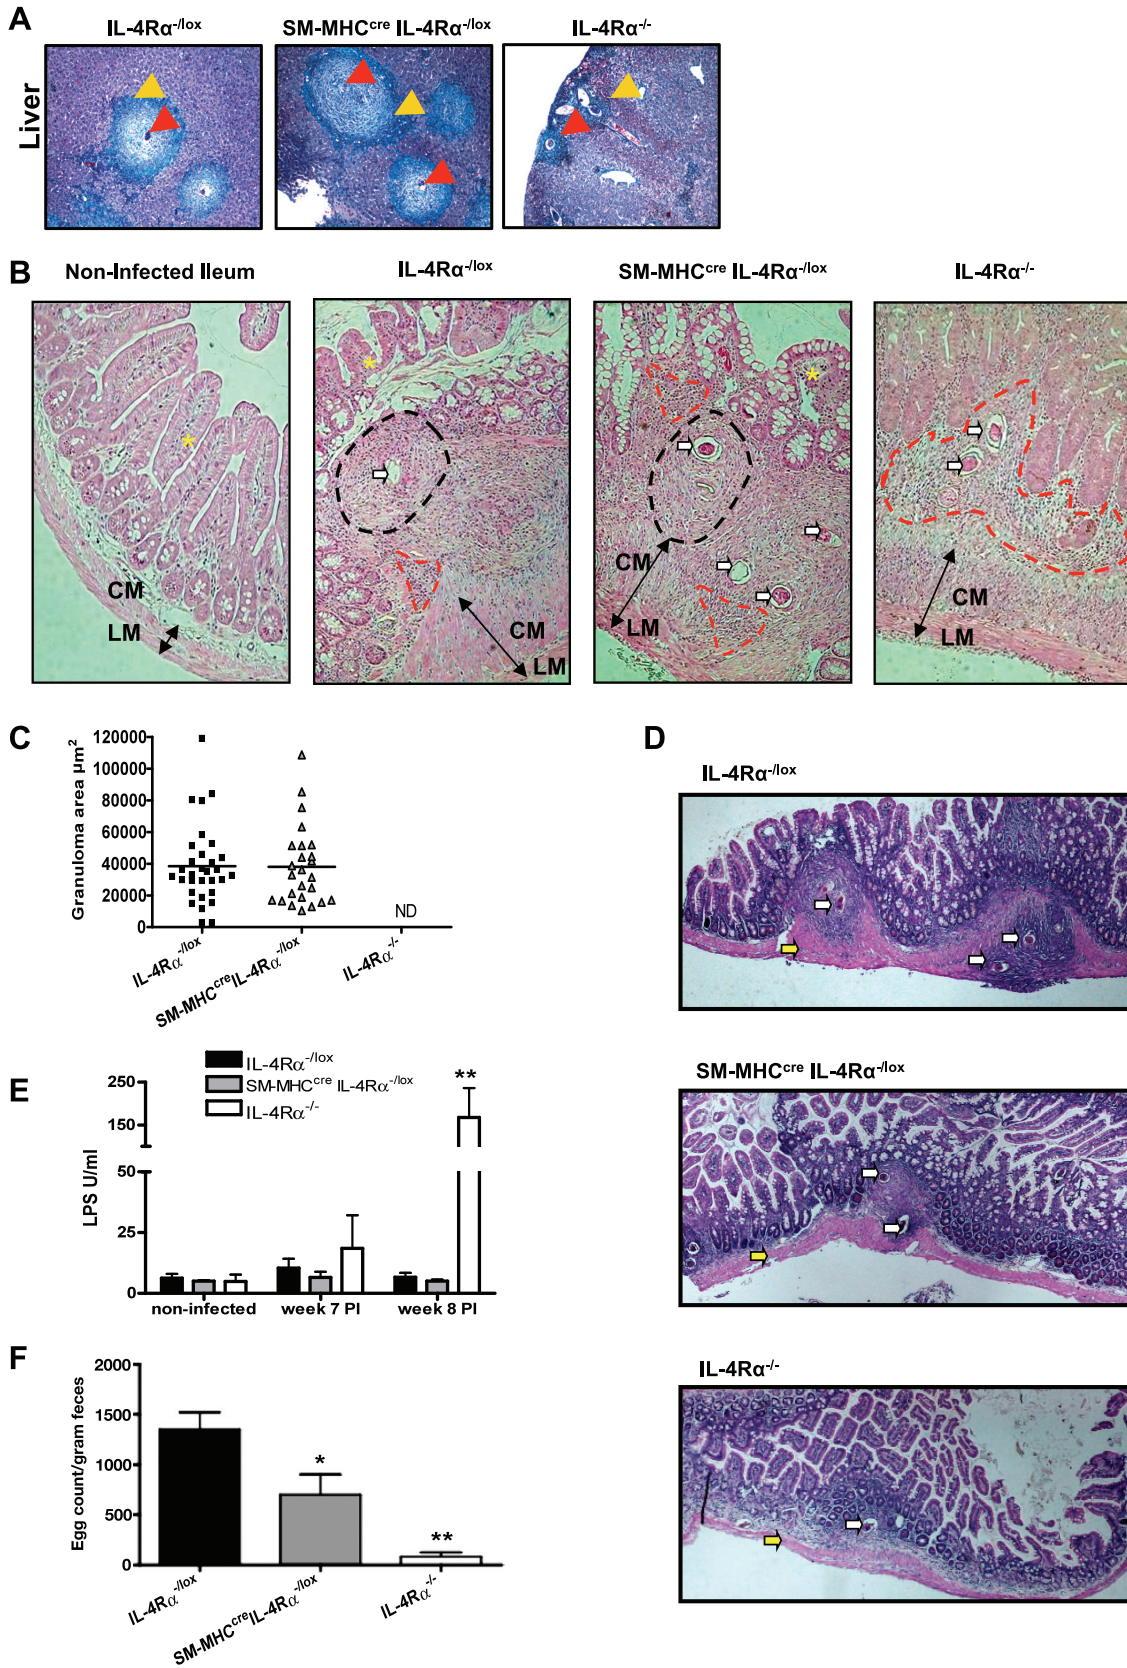 A
IL-4Rα-/lox
SM-MHCcre IL-4Rα-/lox
IL-4Rα-/-
Liver
B
Non-Infected Ileum
IL-4Rα-/lox
SM-MHCcre IL-4Rα-/lox
IL-4Rα-/-
*
*
*
CM
LM
CM
LM
CM
LM
CM
LM
C
Granuloma area µm2
120000
100000
80000
60000
40000
20000
0
ND
IL-4Rα-/lox
SM-MHCcreIL-4Rα-/lox
IL-4Rα-/-
D
IL-4Rα-/lox
SM-MHCcre IL-4Rα-/lox
IL-4Rα-/-
E
IL-4Rα-/lox
SM-MHCcre IL-4Rα-/lox
IL-4Rα-/-
LPS U/ml
250
150
50
25
0
**
non-infected
week 7 PI
week 8 PI
F
Egg count/gram feces
2000
1500
1000
500
0
*
**
IL-4Rα-/lox
SM-MHCcreIL-4Rα-/lox
IL-4Rα-/-